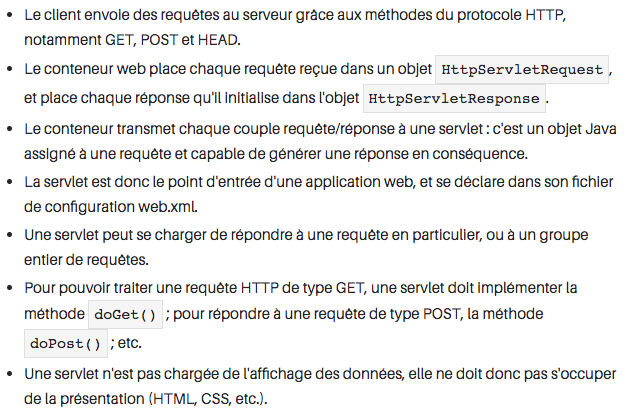 • Le client envoie des requêtes au serveur grâce aux méthodes du protocole HTTP,
notamment GET, POST et HEAD.
• Le conteneur web place chaque requête reçue dans un objet HttpServletRequest,
et place chaque réponse qu'il initialise dans l'objet HttpServletResponse.
• Le conteneur transmet chaque couple requête/réponse à une servlet : c'est un objet Java
assigné à une requête et capable de générer une réponse en conséquence.
• La servlet est donc le point d'entrée d'une application web, et se déclare dans son fichier
de configuration web.xml.
• Une servlet peut se charger de répondre à une requête en particulier, ou à un groupe
entier de requêtes.
• Pour pouvoir traiter une requête HTTP de type GET, une servlet doit implémenter la
méthode doGet() ; pour répondre à une requête de type POST, la méthode
doPost() ; etc.
• Une servlet n'est pas chargée de l'affichage des données, elle ne doit donc pas s'occuper
de la présentation (HTML, CSS, etc.).